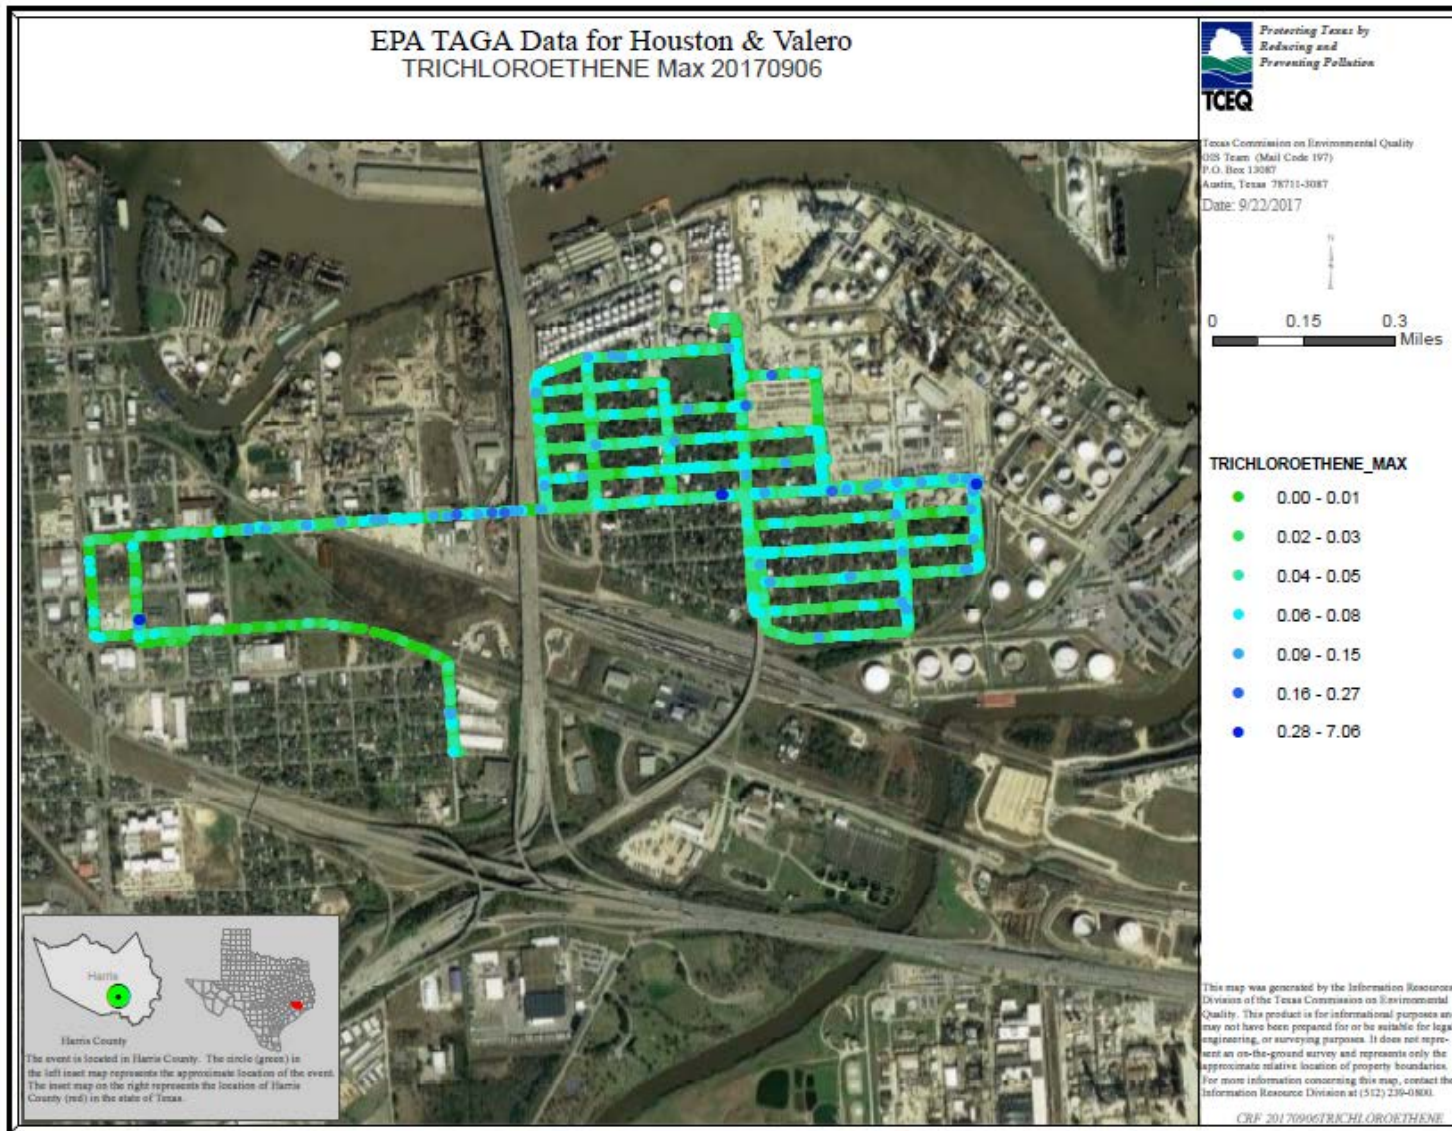 EPA TAGA Data for Houston & Valero
TRICHLOROETHENE Max 20170906
Protecting Texas by
Reducing and
Preventing Pollution
TCEQ
Texas Commission on Environmental Quality
GIS Team (Mail Code 197)
P.O. Box 13087
Austin, Texas 78711-3087
Date: 9/22/2017
N
0 0.15 0.3
Miles
TRICHLOROETHENE_MAX
0.00 - 0.01
0.02 - 0.03
0.04 - 0.05
0.06 - 0.08
0.09 - 0.15
0.16 - 0.27
0.28 - 7.06
Harris
Harris County
The event is located in Harris County. The circle (green) in
the left inset map represents the approximate location of the event.
The inset map on the right represents the location of Harris
County (red) in the state of Texas.
This map was generated by the Information Resources
Division of the Texas Commission on Environmental
Quality. This product is for informational purposes an
may not have been prepared for or be suitable for lega
engineering, or surveying purposes. It does not repre-
sent an on-the-ground survey and represents only the
approximate relative location of property boundaries.
For more information concerning this map, contact the
Information Resource Division at (512) 239-0800.
CRF 20170906TRICHLOROETHENE